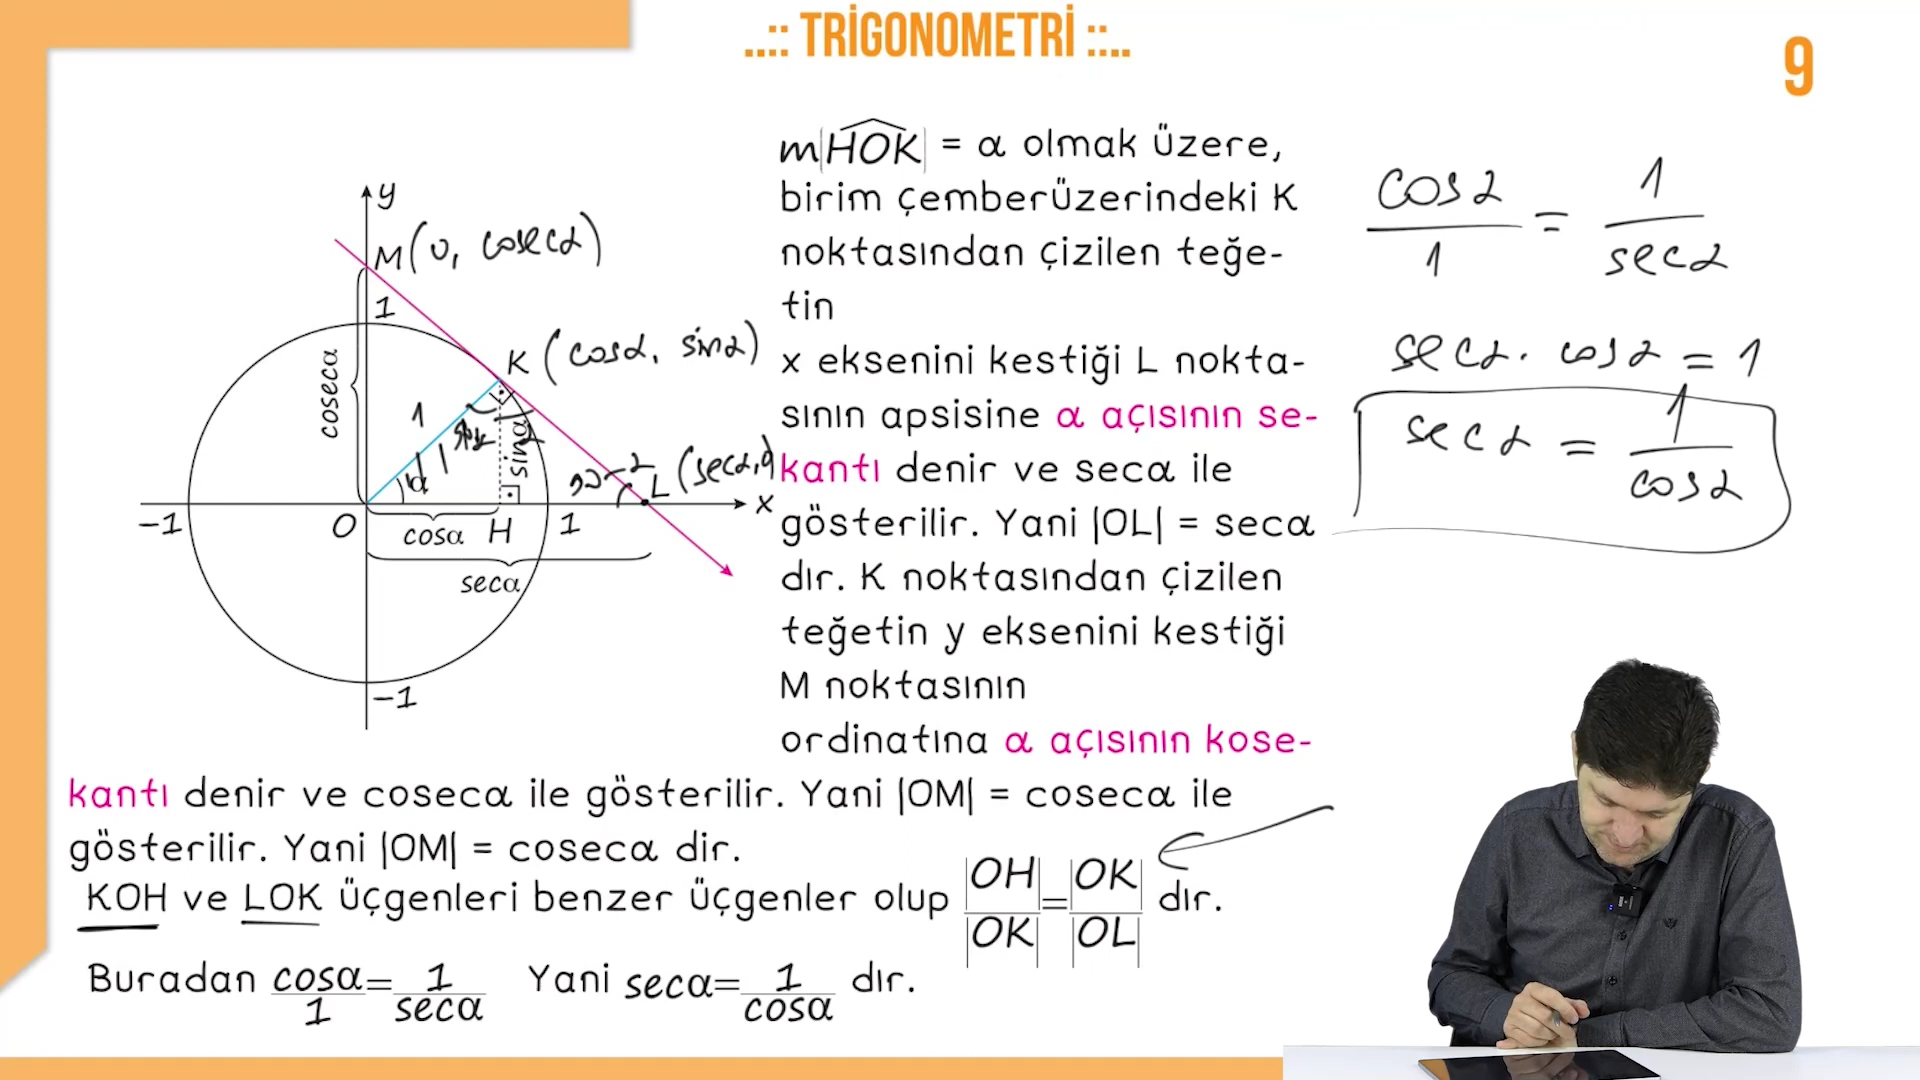 ..:: TRİGONOMETRİ ::..
9
y
M(0, cosecα)
1
K (cosα, sinα)
cosecα
1
sinα
α
90-α
L (secα,0)
-1
O
cosα
H
1
x
secα
-1
m|HOK| = α olmak üzere,
birim çemberüzerindeki K
noktasından çizilen teğe-
tin
x eksenini kestiği L nokta-
sının apsisine α açısının se-
kantı denir ve secα ile
gösterilir. Yani |OL| = secα
dır. K noktasından çizilen
teğetin y eksenini kestiği
M noktasının
ordinatına α açısının kose-
kantı denir ve cosecα ile gösterilir. Yani |OM| = cosecα ile
gösterilir. Yani |OM| = cosecα dir.
KOH ve LOK üçgenleri benzer üçgenler olup |OH|/|OK| = |OK|/|OL| dır.
Buradan cosα/1 = 1/secα Yani secα = 1/cosα dır.
cosα/1 = 1/secα
secα . cosα = 1
secα = 1/cosα